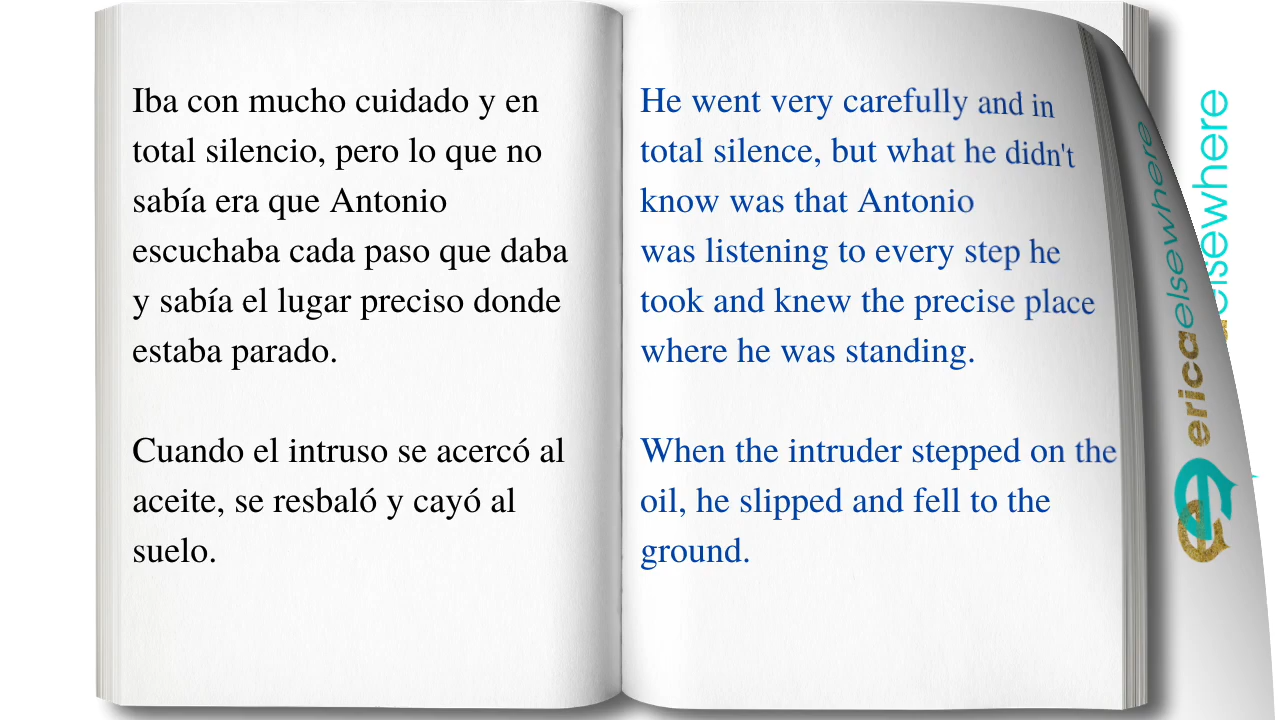 Iba con mucho cuidado y en
total silencio, pero lo que no
sabía era que Antonio
escuchaba cada paso que daba
y sabía el lugar preciso donde
estaba parado.
Cuando el intruso se acercó al
aceite, se resbaló y cayó al
suelo.
He went very carefully and in
total silence, but what he didn't
know was that Antonio
was listening to every step he
took and knew the precise place
where he was standing.
When the intruder stepped on the
oil, he slipped and fell to the
ground.
ericaelsewhere
elsewhere